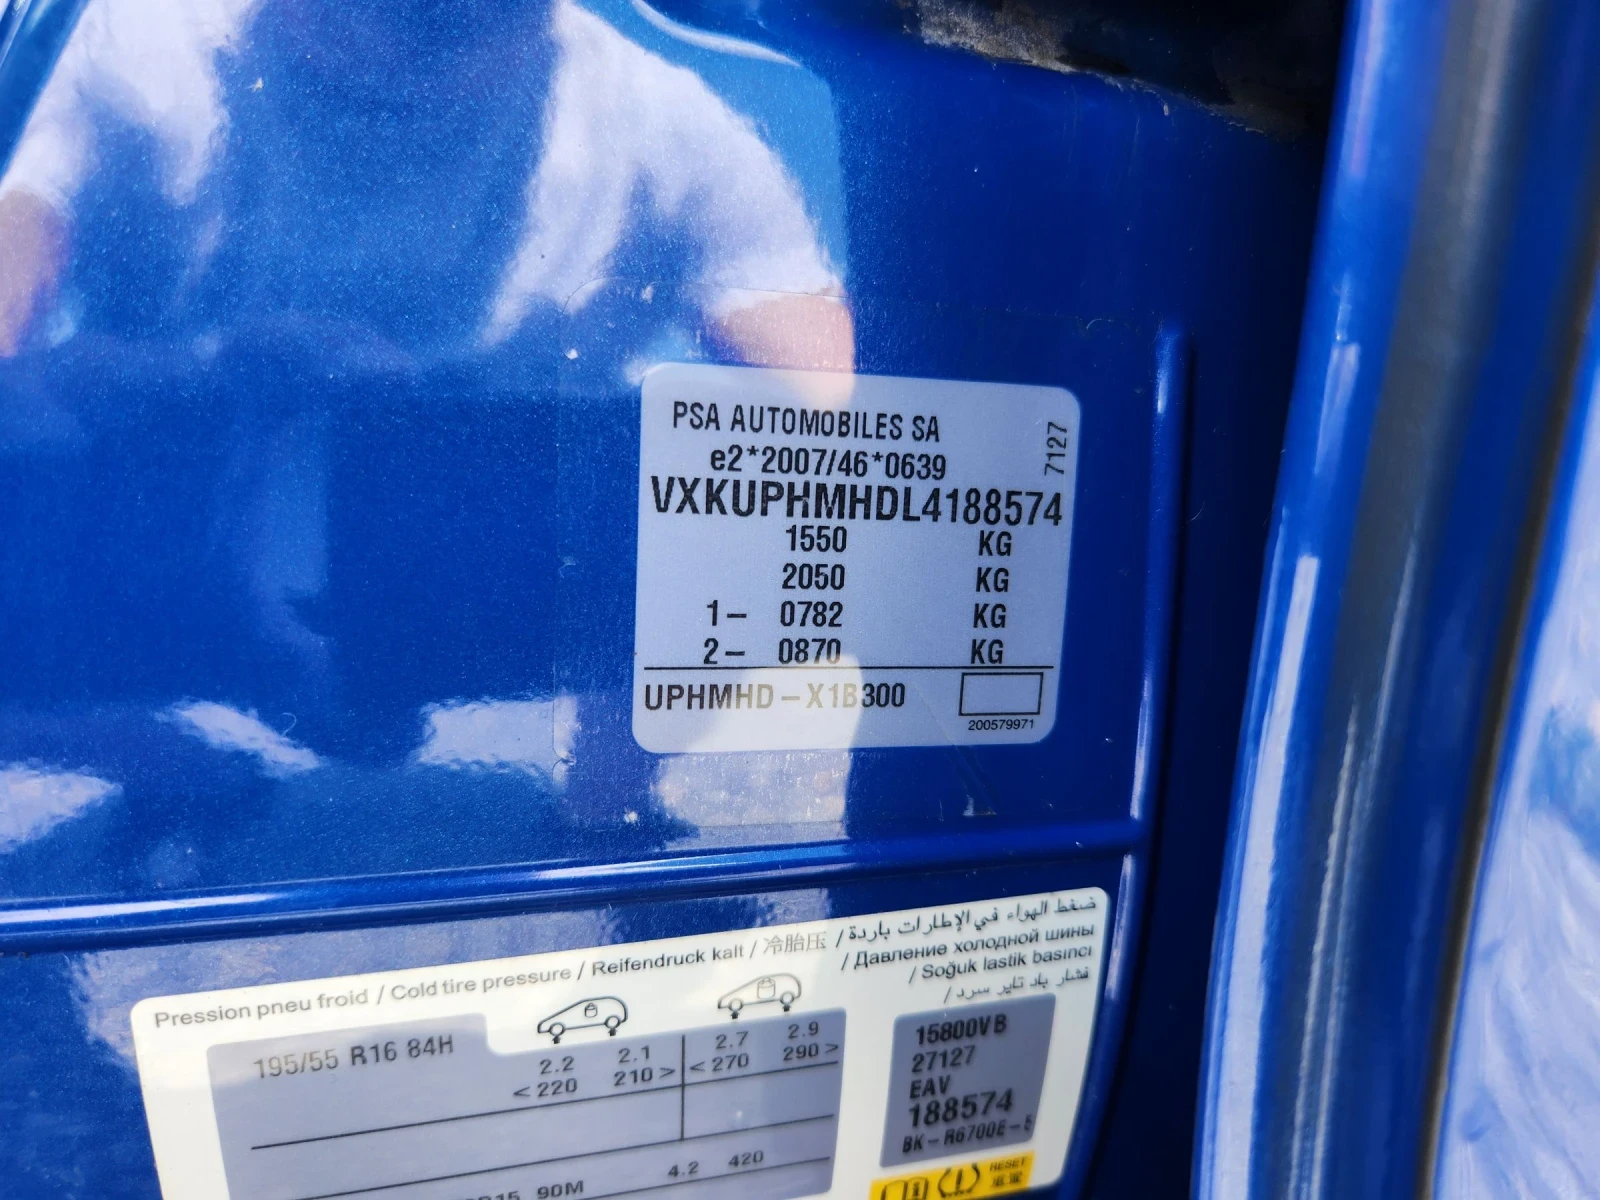 PSA AUTOMOBILES SA
7127
e2*2007/46*0639
VXKUPHMHDL4188574
1550 KG
2050 KG
1– 0782 KG
2– 0870 KG
UPHMHD–X1B300
200579971
Pression pneu froid / Cold tire pressure / Reifendruck kalt / 冷胎压 / ضغط الهواء في الإطارات باردة
/ Давление холодной шины
/ Soğuk lastik basıncı
/ فشار باد تایر سرد
195/55 R16 84H
2.2 2.1 2.7 2.9
<220 210> <270 290>
4.2 420
R15 90M
15800VB
27127
EAV
188574
BK–R6700E–5
RESET